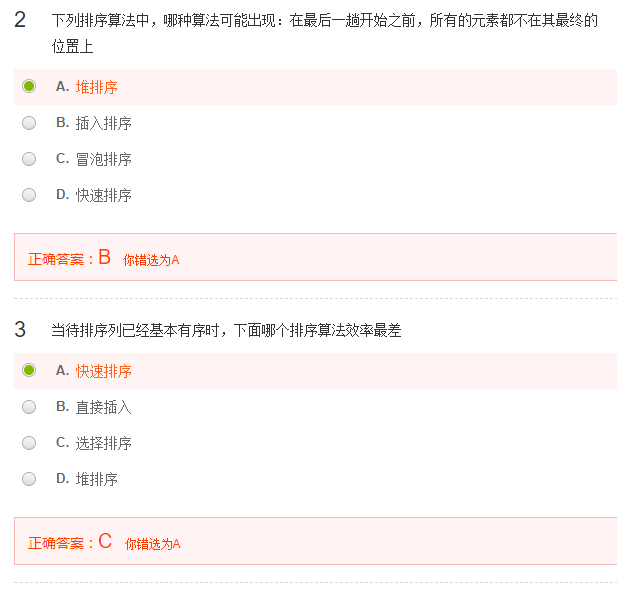 2 下列排序算法中，哪种算法可能出现：在最后一趟开始之前，所有的元素都不在其最终的
位置上
A. 堆排序
B. 插入排序
C. 冒泡排序
D. 快速排序
正确答案：B 你错选为A
3 当待排序列已经基本有序时，下面哪个排序算法效率最差
A. 快速排序
B. 直接插入
C. 选择排序
D. 堆排序
正确答案：C 你错选为A